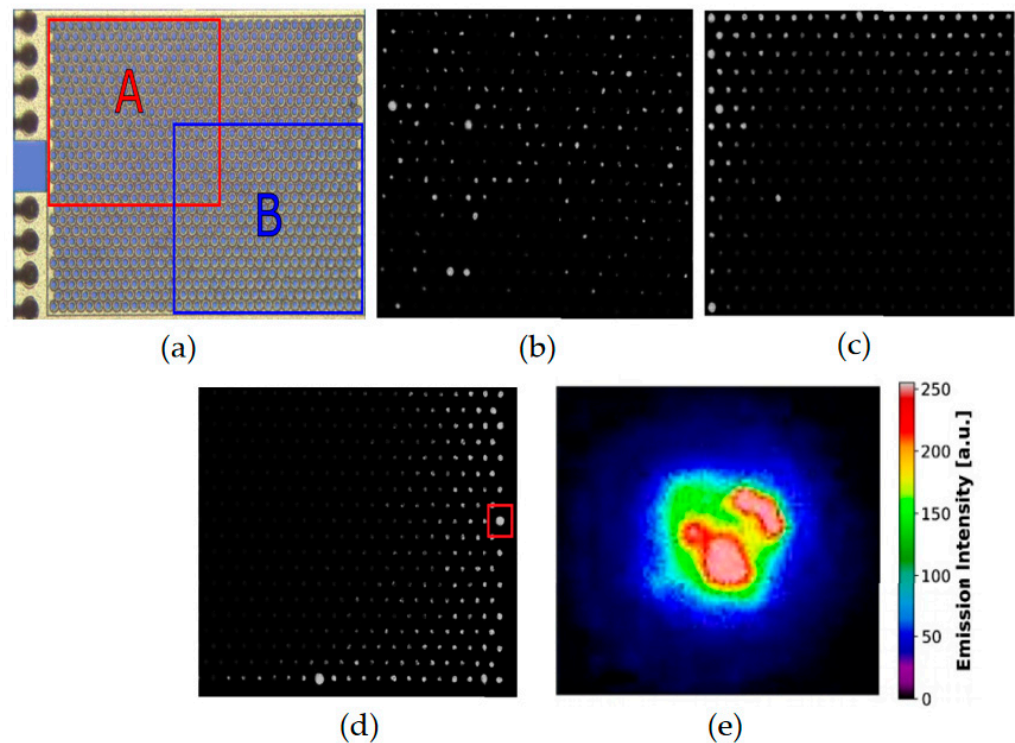 A
B
(a)
(b)
(c)
250
200
150
100
50
0
Emission Intensity [a.u.]
(d)
(e)